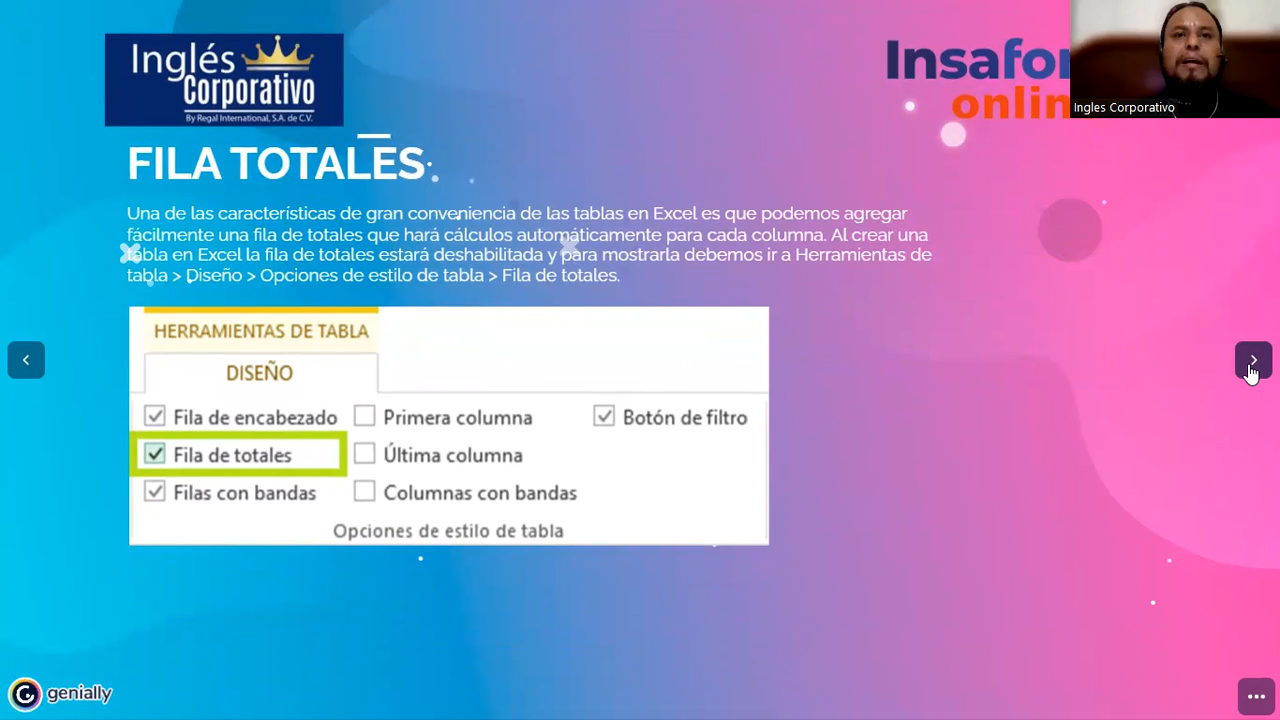 Inglés
Corporativo
By Regal International, S.A. de C.V.
Insafor
onlin
Ingles Corporativo
FILA TOTALES
Una de las características de gran conveniencia de las tablas en Excel es que podemos agregar
fácilmente una fila de totales que hará cálculos automáticamente para cada columna. Al crear una
tabla en Excel la fila de totales estará deshabilitada y para mostrarla debemos ir a Herramientas de
tabla > Diseño > Opciones de estilo de tabla > Fila de totales.
HERRAMIENTAS DE TABLA
DISEÑO
Fila de encabezado Primera columna Botón de filtro
Fila de totales Última columna
Filas con bandas Columnas con bandas
Opciones de estilo de tabla
genially